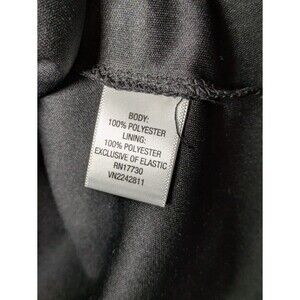 BODY:
100% POLYESTER
LINING:
100% POLYESTER
EXCLUSIVE OF ELASTIC
RN17730
VN2242811